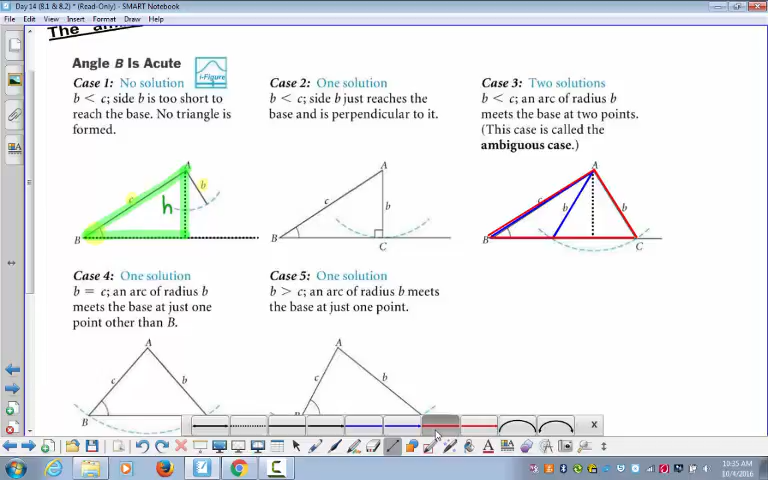 Day 14 (8.1 & 8.2) * (Read-Only) - SMART Notebook
File Edit View Insert Format Draw Help
The
Angle B Is Acute
i-Figure
Case 1: No solution
b < c; side b is too short to
reach the base. No triangle is
formed.
Case 2: One solution
b < c; side b just reaches the
base and is perpendicular to it.
Case 3: Two solutions
b < c; an arc of radius b
meets the base at two points.
(This case is called the
ambiguous case.)
A
c
b
h
B
A
c
b
B
C
A
c
b
b
B
C
Case 4: One solution
b = c; an arc of radius b
meets the base at just one
point other than B.
Case 5: One solution
b > c; an arc of radius b meets
the base at just one point.
A
c
b
B
A
c
b
B
x
A
10:35 AM
10/4/2016